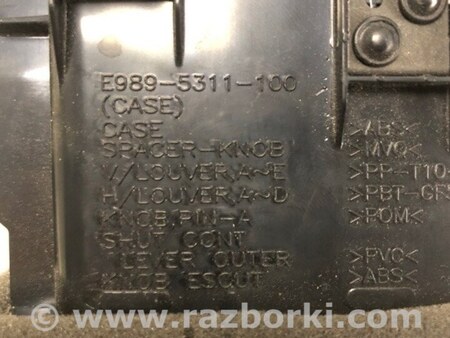 E989-5311-100
(CASE)
CASE >ABS<
SPACER-KNOB >MVQ<
V/LOUVER,A~E >PP-T10
H/LOUVER,A~D >PBT-GF
KNOB,PIN-A >POM<
SHUT CONT
LEVER OUTER >PVC<
KNOB ESCUT >ABS<
www.razborki.com